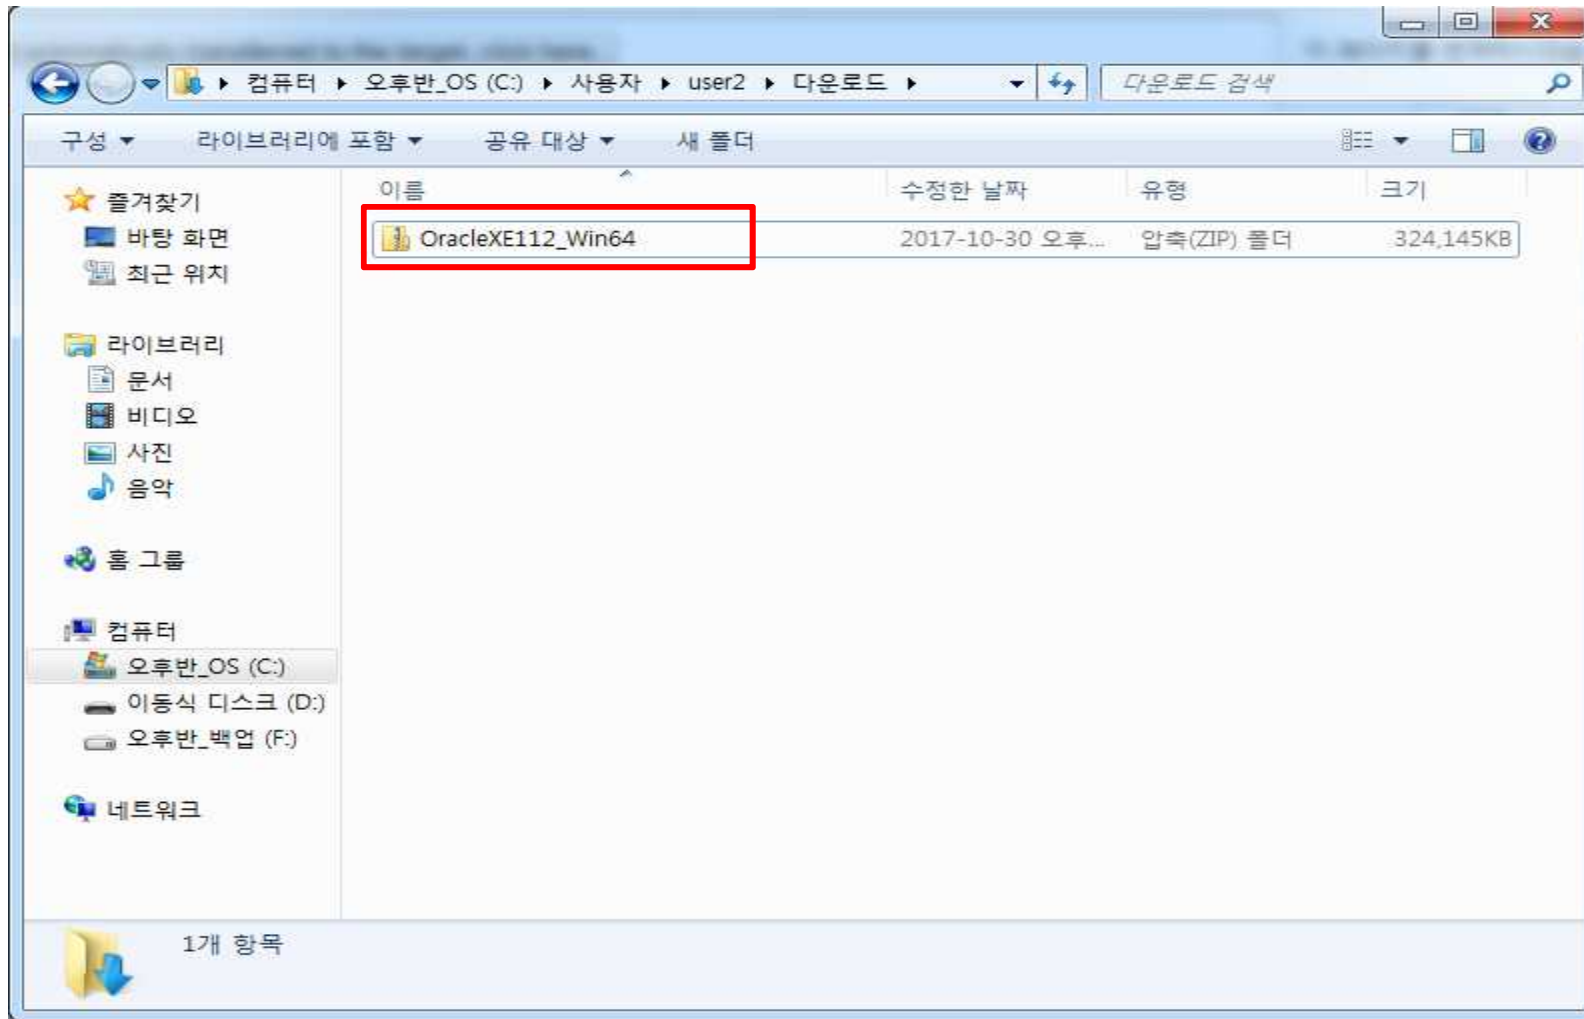 컴퓨터 오후반_OS (C:) 사용자 user2 다운로드 다운로드 검색
구성 라이브러리에 포함 공유 대상 새 폴더
즐겨찾기
바탕 화면
최근 위치
라이브러리
문서
비디오
사진
음악
홈 그룹
컴퓨터
오후반_OS (C:)
이동식 디스크 (D:)
오후반_백업 (F:)
네트워크
이름 수정한 날짜 유형 크기
OracleXE112_Win64 2017-10-30 오후... 압축(ZIP) 폴더 324,145KB
1개 항목